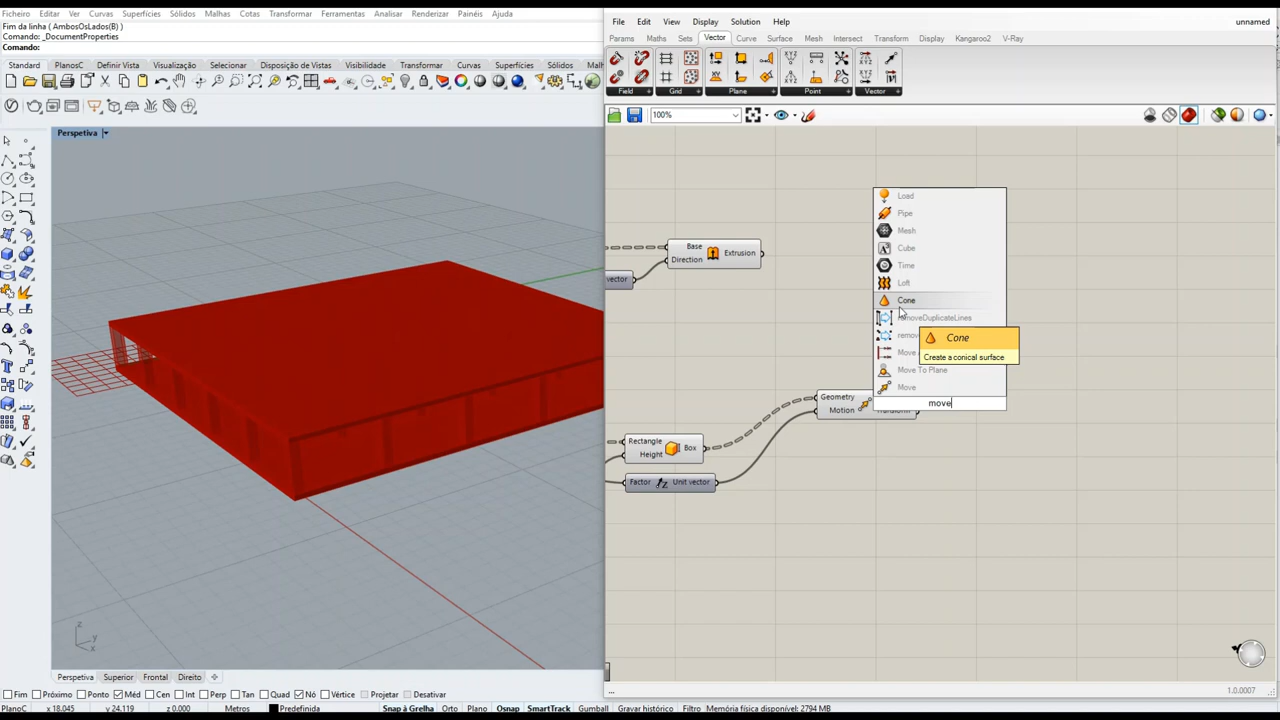 Ficheiro Editar Ver Curvas Superfícies Sólidos Malhas Cotas Transformar Ferramentas Analisar Renderizar Painéis Ajuda
Fim da linha ( AmbosOsLados(B) )
Comando: _DocumentProperties
Comando:
Standard PlanosC Definir Vista Visualização Selecionar Disposição de Vistas Visibilidade Transformar Curvas Superfícies Sólidos Malhas
Perspetiva
z
y
x
Perspetiva Superior Frontal Direito
Fim Próximo Ponto Méd Cen Int Perp Tan Quad Nó Vértice Projetar Desativar
PlanoC x 18.045 y 24.119 z 0.000 Metros Predefinida Snap à Grelha Orto Plano Osnap SmartTrack Gumball Gravar histórico Filtro Memória física disponível: 2794 MB
File Edit View Display Solution Help unnamed
Params Maths Sets Vector Curve Surface Mesh Intersect Transform Display Kangaroo2 V-Ray
Field Grid Plane Point Vector
100%
Load
Pipe
Mesh
Cube
Time
Loft
Cone
removeDuplicateLines
Cone
Create a conical surface
Move To Plane
Move
move
Base
Direction
Extrusion
vector
Geometry
Motion
Rectangle
Height
Box
Factor
Unit vector
...
1.0.0007